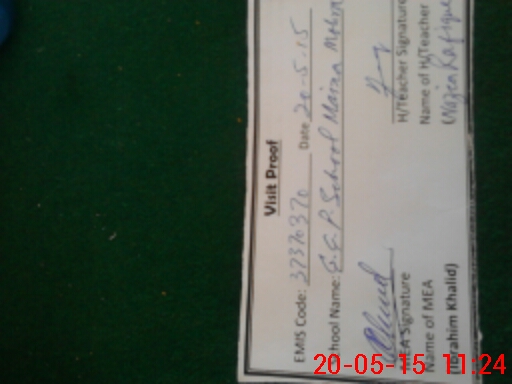 Visit Proof
EMIS Code: 37370370 Date 20-5-15
School Name: G.G.P. School Maira
H/Teacher Signature
MEA Signature
Name of H/Teacher
Name of MEA
(Ibrahim Khalid)
20-05-15 11:24